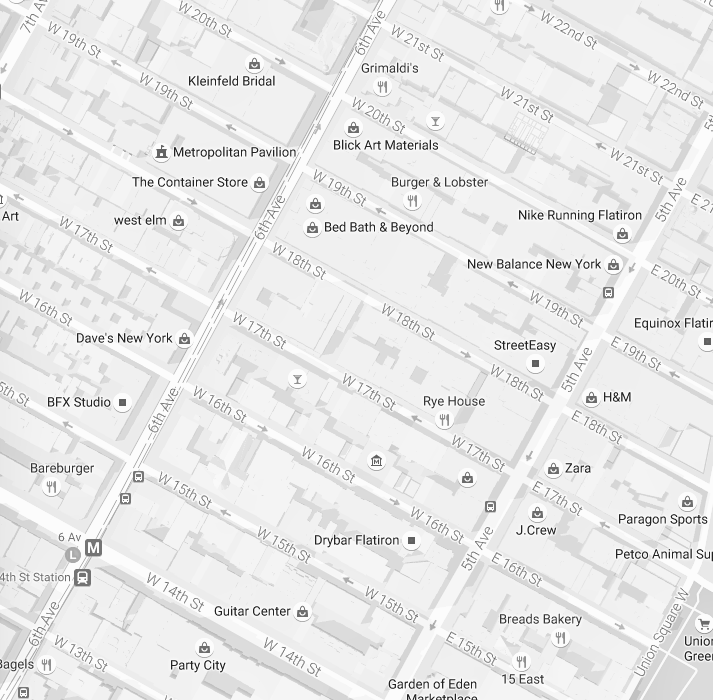 7th Av
W 20th St
6th Ave
W 19th St
W 21st St
W 22nd St
Grimaldi's
Kleinfeld Bridal
W 19th St
W 22nd St
W 21st St
W 20th St
Blick Art Materials
Metropolitan Pavilion
W 21st St
The Container Store
Burger & Lobster
W 19th St
5th Ave
E 21
Art
west elm
6th Ave
Bed Bath & Beyond
Nike Running Flatiron
W 17th St
W 18th St
New Balance New York
E 20th St
W 16th St
W 19th St
W 18th St
Equinox Flatir
Dave's New York
W 17th St
StreetEasy
E 19th St
5th Ave
W 18th St
W 17th St
BFX Studio
6th Ave
W 16th St
Rye House
H&M
E 18th St
5th St
W 17th St
Bareburger
W 16th St
Zara
W 15th St
E 17th St
W 16th St
J.Crew
Paragon Sports
6 Av
L
M
W 15th St
Drybar Flatiron
5th Ave
Petco Animal Sup
4th St Station
E 16th St
W 14th St
W 15th St
Guitar Center
Union Square W
6th Ave
Breads Bakery
W 13th St
E 15th St
Union
Green
Bagels
Party City
W 14th St
15 East
Garden of Eden
Marketplace